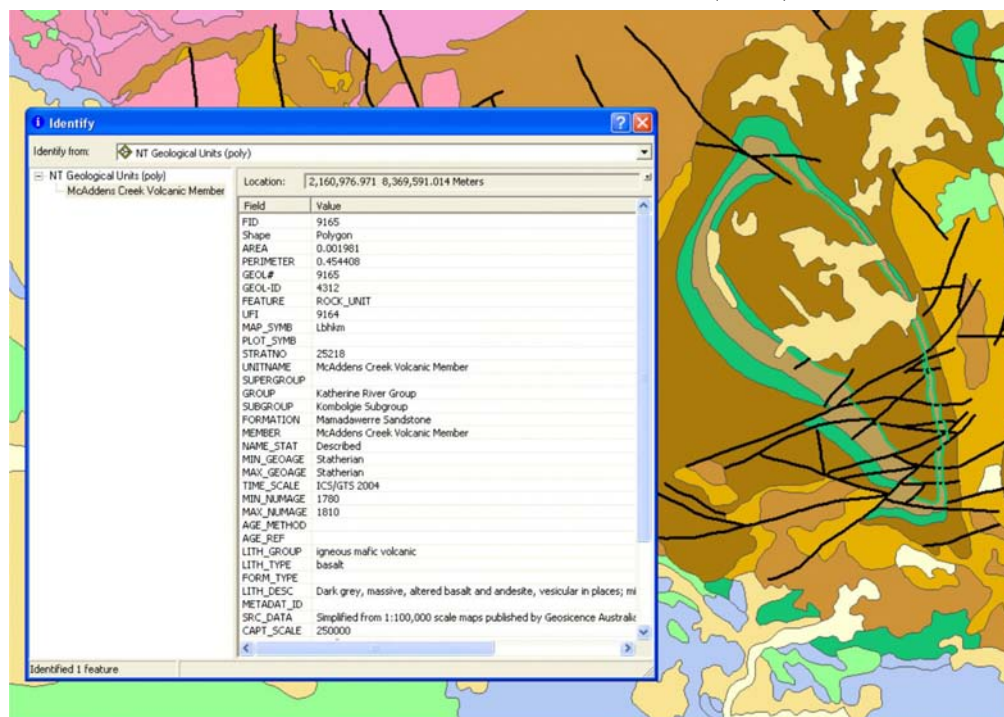 Identify
Identify from: NT Geological Units (poly)
NT Geological Units (poly)
McAddens Creek Volcanic Member
Location: 2,160,976.971 8,369,591.014 Meters
Field Value
FID 9165
Shape Polygon
AREA 0.001981
PERIMETER 0.454408
GEOL# 9165
GEOL-ID 4312
FEATURE ROCK_UNIT
UFI 9164
MAP_SYMB Lbhkm
PLOT_SYMB
STRATNO 25218
UNITNAME McAddens Creek Volcanic Member
SUPERGROUP
GROUP Katherine River Group
SUBGROUP Kombolgie Subgroup
FORMATION Mamadawerre Sandstone
MEMBER McAddens Creek Volcanic Member
NAME_STAT Described
MIN_GEOAGE Statherian
MAX_GEOAGE Statherian
TIME_SCALE ICS/GTS 2004
MIN_NUMAGE 1780
MAX_NUMAGE 1810
AGE_METHOD
AGE_REF
LITH_GROUP igneous mafic volcanic
LITH_TYPE basalt
FORM_TYPE
LITH_DESC Dark grey, massive, altered basalt and andesite, vesicular in places; mi
METADAT_ID
SRC_DATA Simplified from 1:100,000 scale maps published by Geosicence Australia
CAPT_SCALE 250000
Identified 1 feature